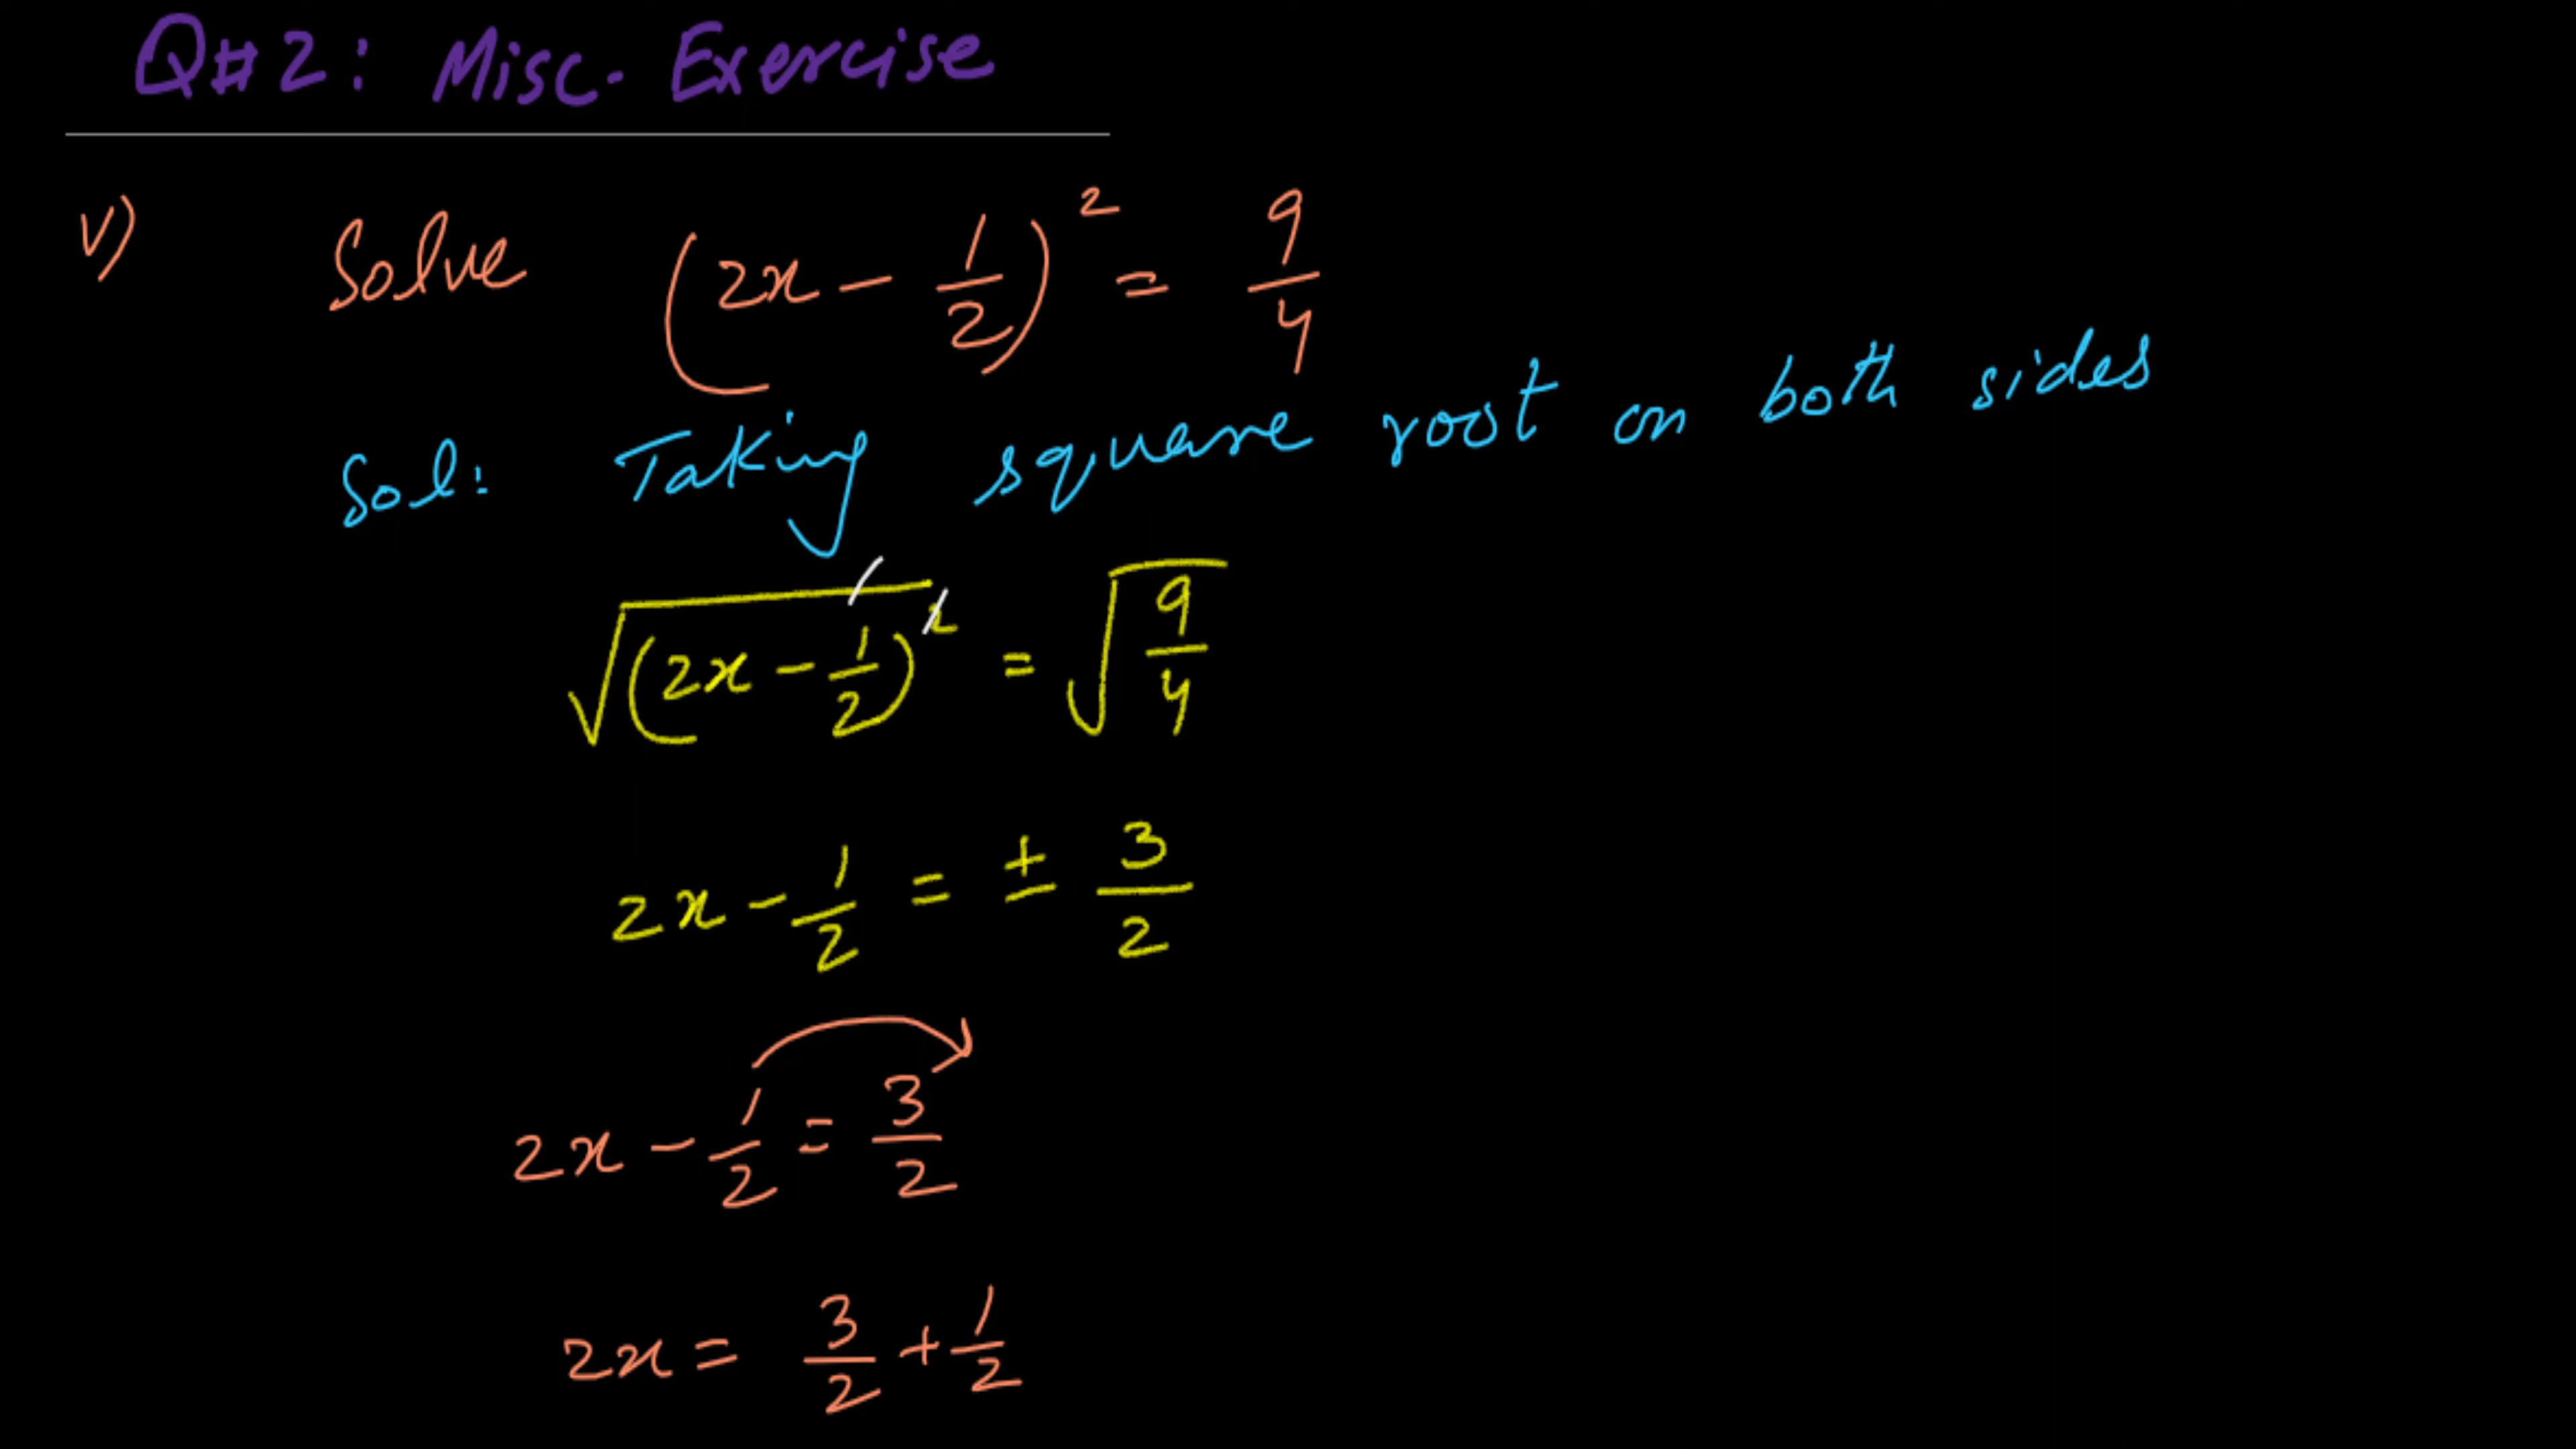 Q#2: Misc. Exercise
v) Solve (2x - 1/2)² = 9/4
Sol: Taking square root on both sides
√(2x - 1/2)² = √9/4
2x - 1/2 = ± 3/2
2x - 1/2 = 3/2
2x = 3/2 + 1/2